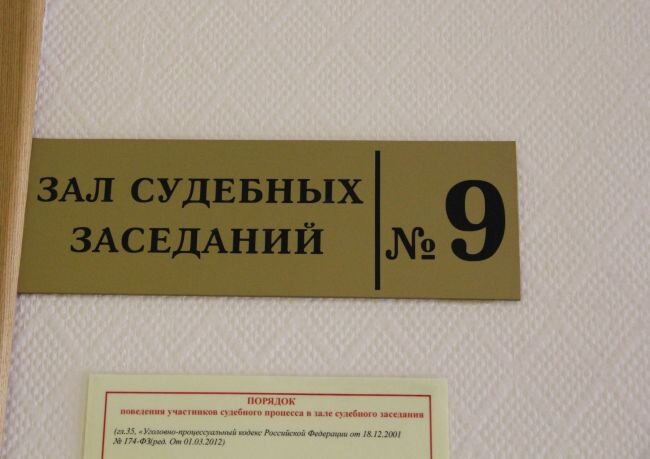 ЗАЛ СУДЕБНЫХ
ЗАСЕДАНИЙ
№ 9
ПОРЯДОК
поведения участников судебного процесса в зале судебного заседания
(гл.35, «Уголовно-процессуальный кодекс Российской Федерации от 18.12.2001
№ 174-ФЗ(ред. От 01.03.2012)